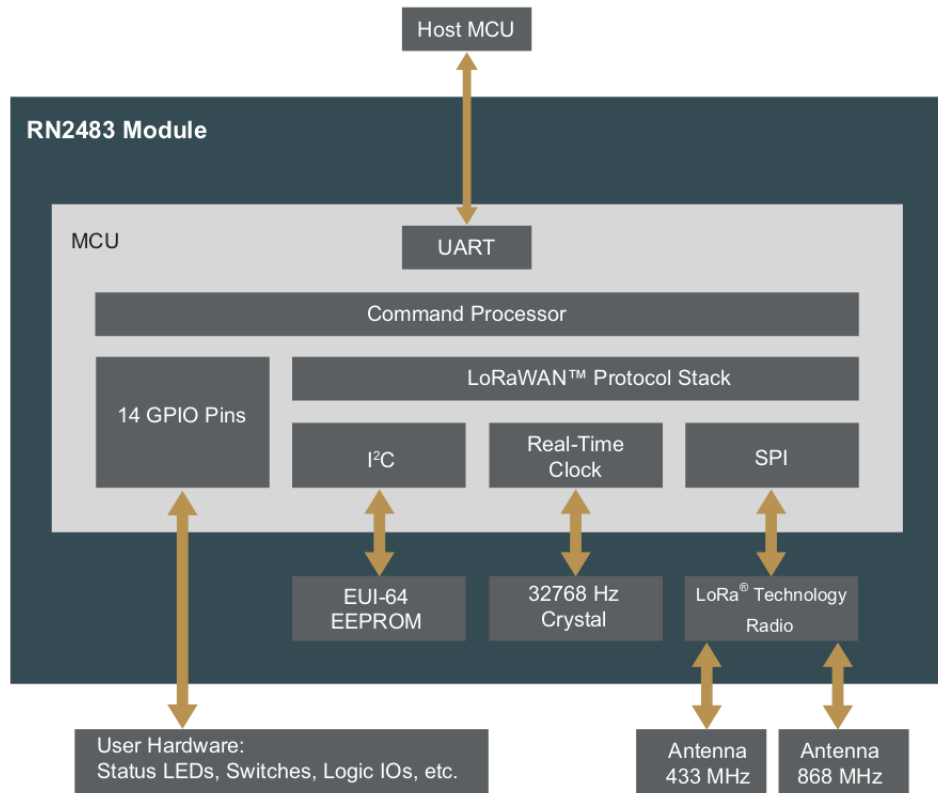 Host MCU
RN2483 Module
MCU
UART
Command Processor
14 GPIO Pins
LoRaWAN™ Protocol Stack
I²C
Real-Time
Clock
SPI
EUI-64
EEPROM
32768 Hz
Crystal
LoRa® Technology
Radio
User Hardware:
Status LEDs, Switches, Logic IOs, etc.
Antenna
433 MHz
Antenna
868 MHz